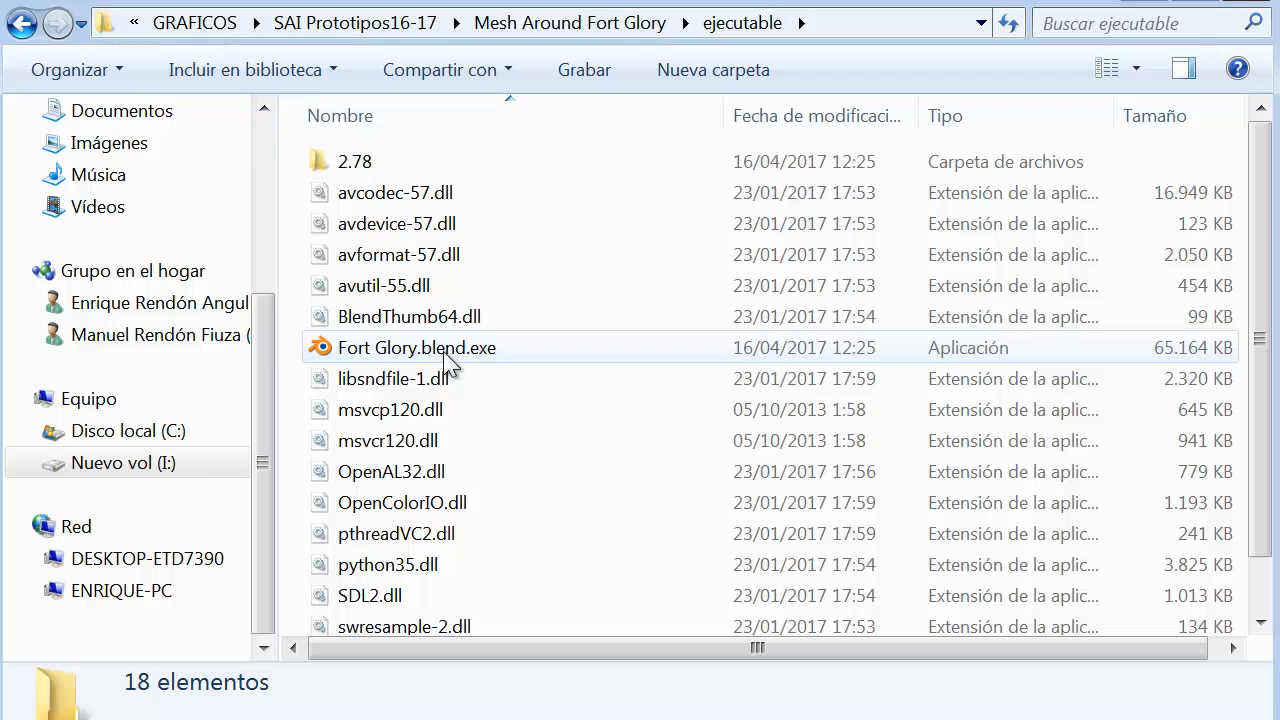 « GRAFICOS SAI Prototipos16-17 Mesh Around Fort Glory ejecutable Buscar ejecutable
Organizar Incluir en biblioteca Compartir con Grabar Nueva carpeta
Documentos
Imágenes
Música
Vídeos
Grupo en el hogar
Enrique Rendón Angul
Manuel Rendón Fiuza (
Equipo
Disco local (C:)
Nuevo vol (I:)
Red
DESKTOP-ETD7390
ENRIQUE-PC
Nombre Fecha de modificaci... Tipo Tamaño
2.78 16/04/2017 12:25 Carpeta de archivos
avcodec-57.dll 23/01/2017 17:53 Extensión de la aplic... 16.949 KB
avdevice-57.dll 23/01/2017 17:53 Extensión de la aplic... 123 KB
avformat-57.dll 23/01/2017 17:53 Extensión de la aplic... 2.050 KB
avutil-55.dll 23/01/2017 17:53 Extensión de la aplic... 454 KB
BlendThumb64.dll 23/01/2017 17:54 Extensión de la aplic... 99 KB
Fort Glory.blend.exe 16/04/2017 12:25 Aplicación 65.164 KB
libsndfile-1.dll 23/01/2017 17:59 Extensión de la aplic... 2.320 KB
msvcp120.dll 05/10/2013 1:58 Extensión de la aplic... 645 KB
msvcr120.dll 05/10/2013 1:58 Extensión de la aplic... 941 KB
OpenAL32.dll 23/01/2017 17:56 Extensión de la aplic... 779 KB
OpenColorIO.dll 23/01/2017 17:59 Extensión de la aplic... 1.193 KB
pthreadVC2.dll 23/01/2017 17:59 Extensión de la aplic... 241 KB
python35.dll 23/01/2017 17:54 Extensión de la aplic... 3.825 KB
SDL2.dll 23/01/2017 17:54 Extensión de la aplic... 1.013 KB
swresample-2.dll 23/01/2017 17:53 Extensión de la aplic... 134 KB
18 elementos